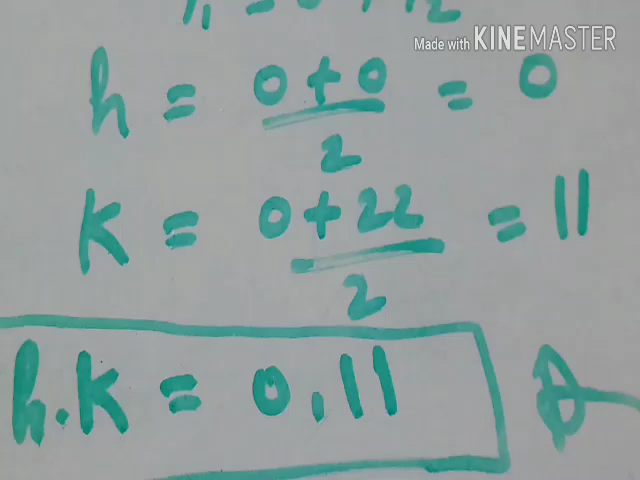 Made with KINEMASTER
h = 0 + 0 / 2 = 0
K = 0 + 22 / 2 = 11
h.K = 0,11